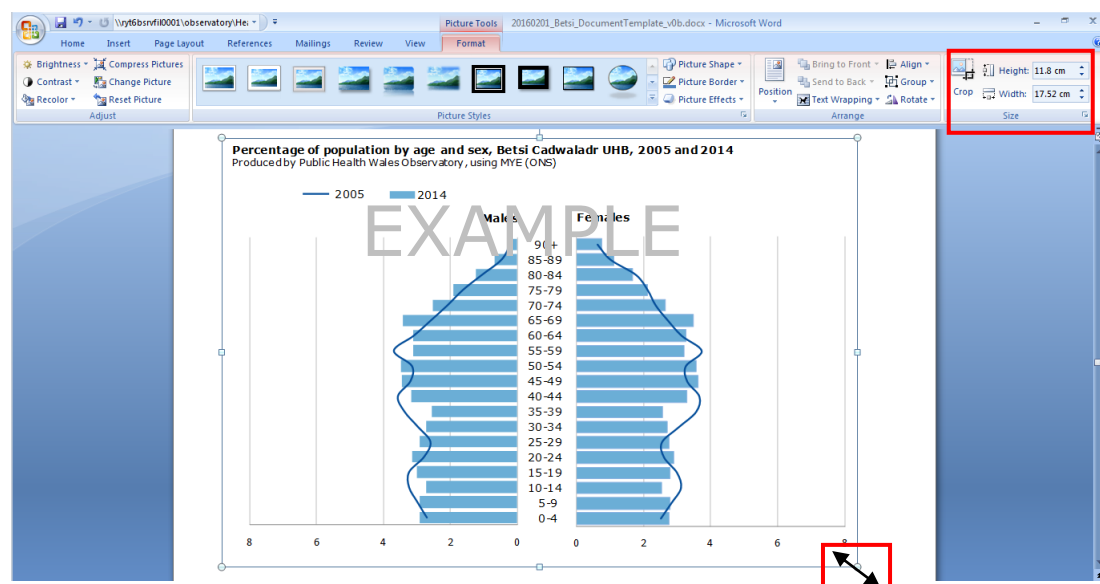 \\ryt6bsrvfil0001\observatory\He
Picture Tools 20160201_Betsi_DocumentTemplate_v0b.docx - Microsoft Word
Home Insert Page Layout References Mailings Review View Format
Brightness Compress Pictures
Contrast Change Picture
Recolor Reset Picture
Adjust
Picture Styles
Picture Shape
Picture Border
Picture Effects
Position
Bring to Front
Send to Back
Text Wrapping
Align
Group
Rotate
Arrange
Crop
Height: 11.8 cm
Width: 17.52 cm
Size
Percentage of population by age and sex, Betsi Cadwaladr UHB, 2005 and 2014
Produced by Public Health Wales Observatory, using MYE (ONS)
2005 2014
EXAMPLE
Males Females
90+
85-89
80-84
75-79
70-74
65-69
60-64
55-59
50-54
45-49
40-44
35-39
30-34
25-29
20-24
15-19
10-14
5-9
0-4
8 6 4 2 0 0 2 4 6 8